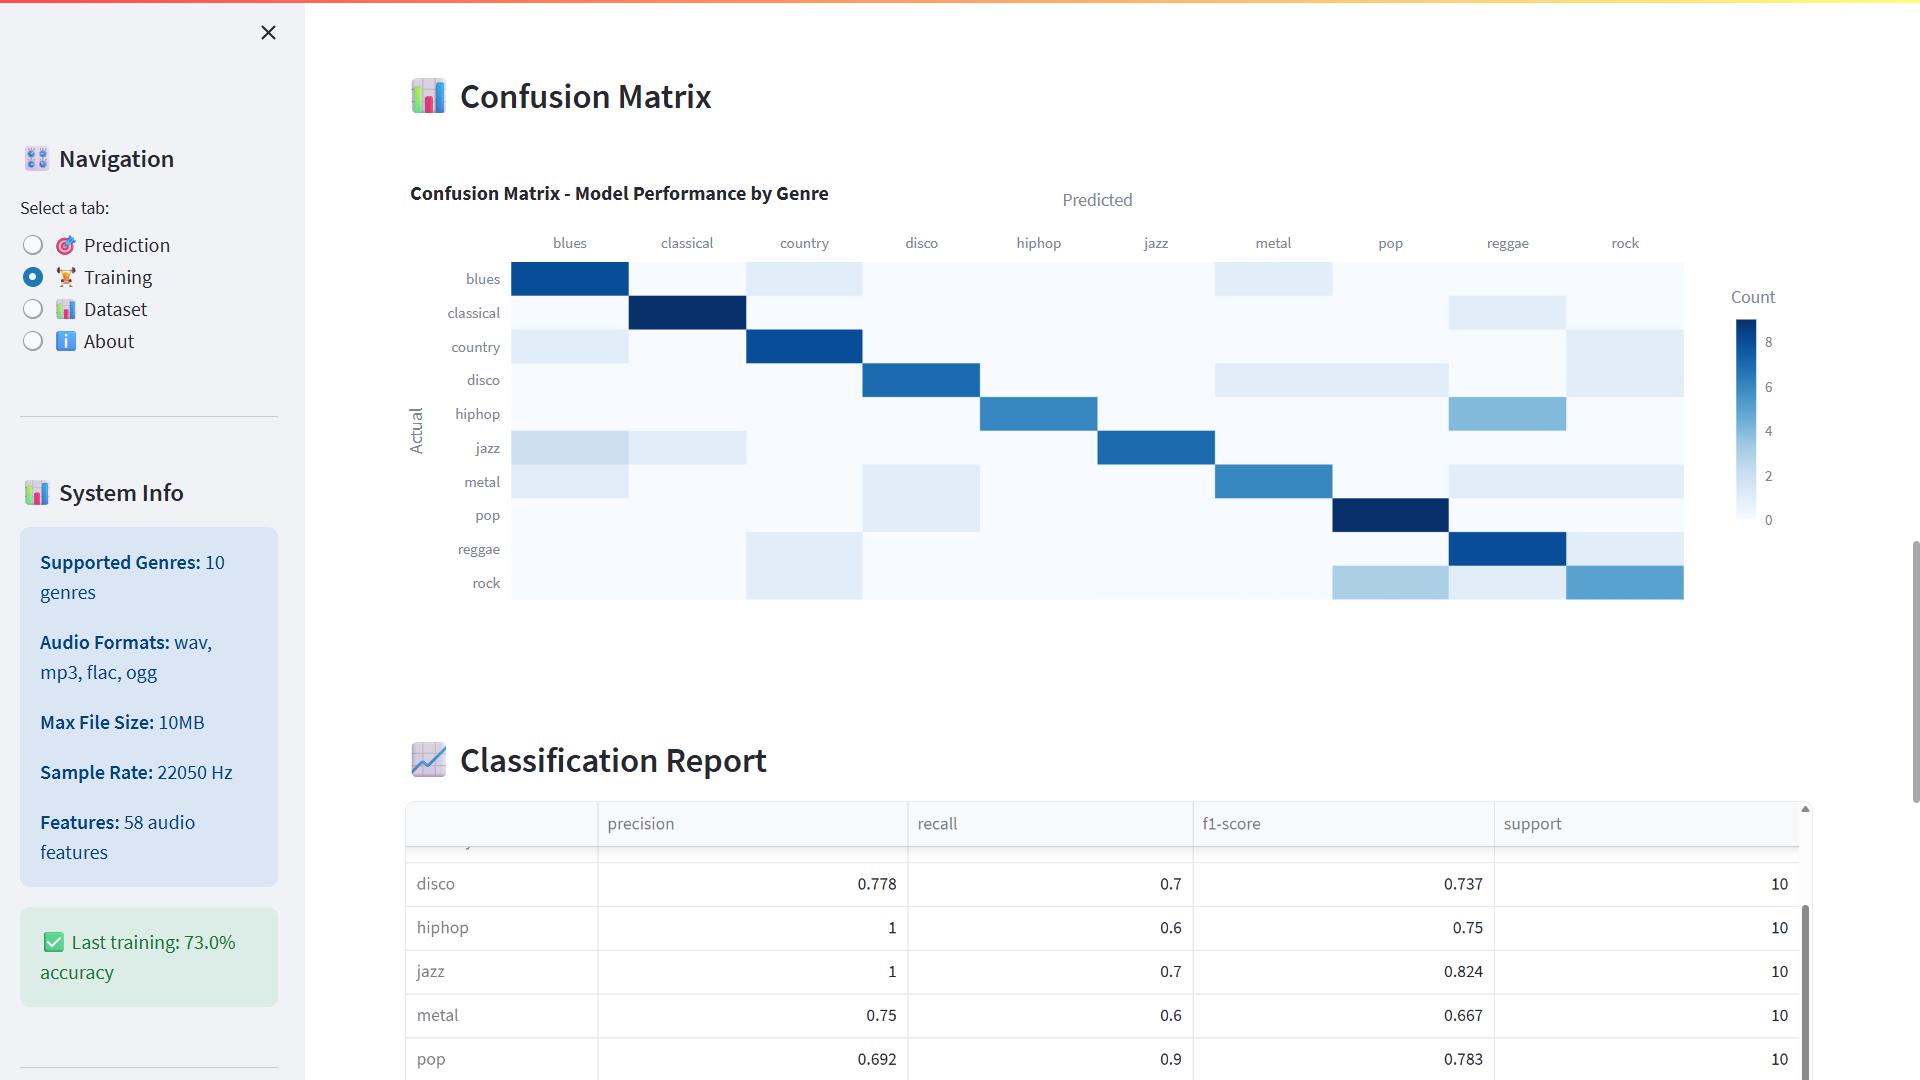 Navigation
Select a tab:
Prediction
Training
Dataset
About
System Info
Supported Genres: 10
genres
Audio Formats: wav,
mp3, flac, ogg
Max File Size: 10MB
Sample Rate: 22050 Hz
Features: 58 audio
features
Last training: 73.0%
accuracy
Confusion Matrix
Confusion Matrix - Model Performance by Genre
Predicted
blues classical country disco hiphop jazz metal pop reggae rock
Actual
blues
classical
country
disco
hiphop
jazz
metal
pop
reggae
rock
Count
8
6
4
2
0
Classification Report
precision recall f1-score support
disco 0.778 0.7 0.737 10
hiphop 1 0.6 0.75 10
jazz 1 0.7 0.824 10
metal 0.75 0.6 0.667 10
pop 0.692 0.9 0.783 10